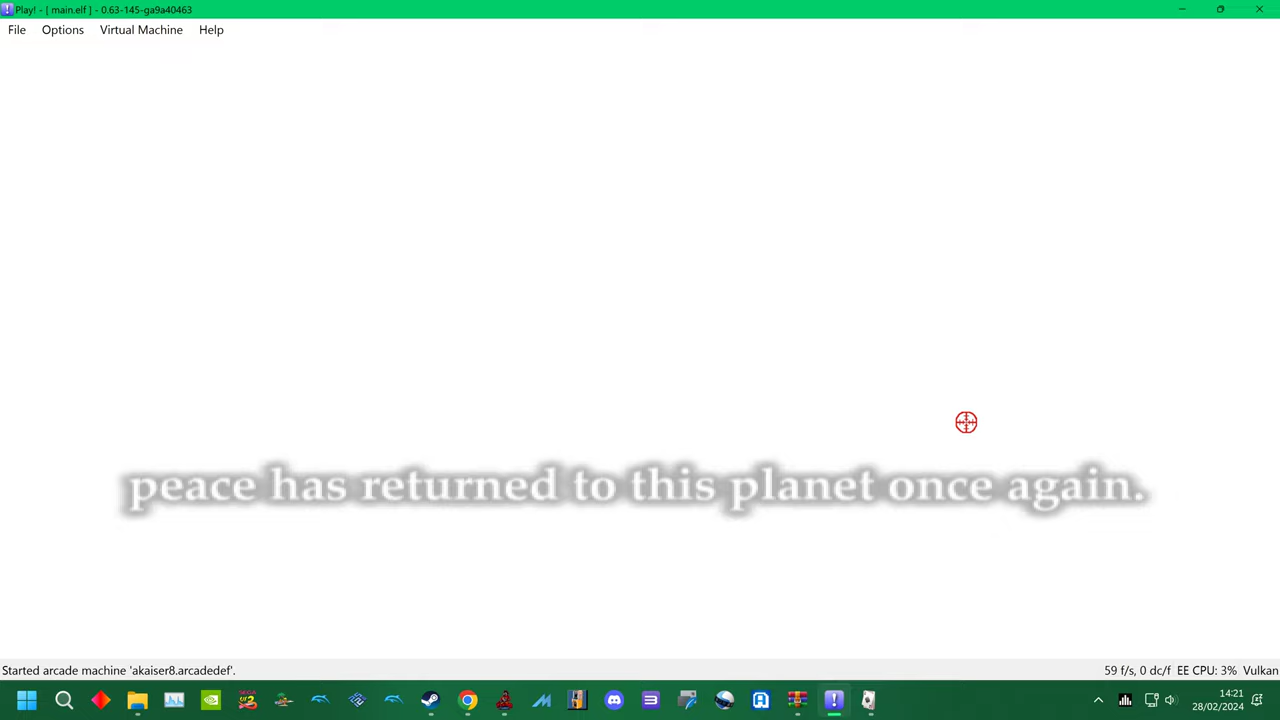 Play! - [ main.elf ] - 0.63-145-ga9a40463
File Options Virtual Machine Help
peace has returned to this planet once again.
Started arcade machine 'akaiser8.arcadedef'. 59 f/s, 0 dc/f EE CPU: 3% Vulkan
14:21
28/02/2024